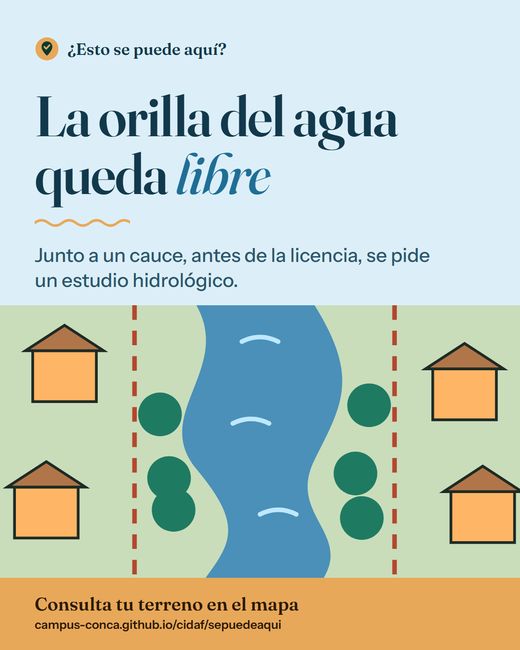 ¿Esto se puede aquí?
La orilla del agua
queda libre
Junto a un cauce, antes de la licencia, se pide
un estudio hidrológico.
Consulta tu terreno en el mapa
campus-conca.github.io/cidaf/sepuedeaqui